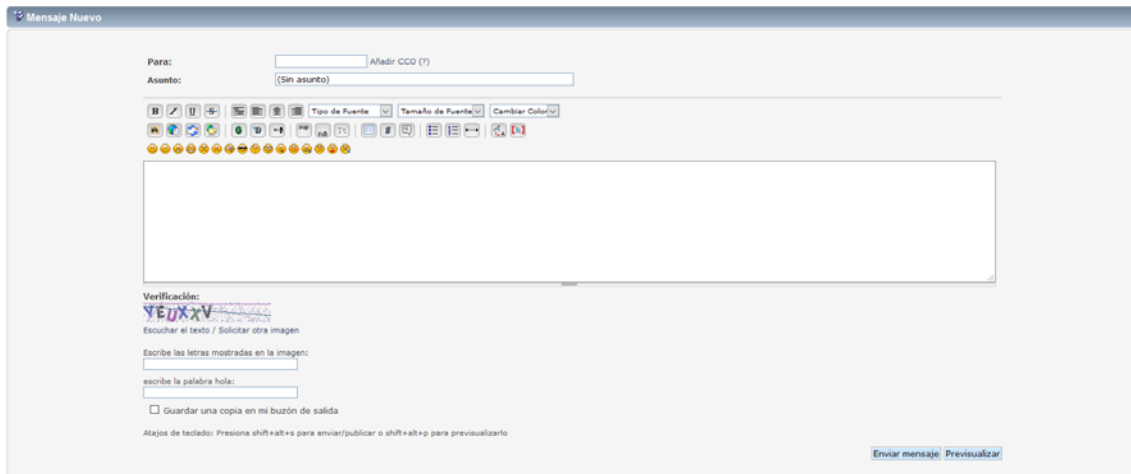 Mensaje Nuevo
Para: Añadir CCO (?)
Asunto: (Sin asunto)
B I U S Tipo de Fuente Tamaño de Fuente Cambiar Color
Verificación:
YEUXXV
Escuchar el texto / Solicitar otra imagen
Escribe las letras mostradas en la imagen:
escribe la palabra hola:
Guardar una copia en mi buzón de salida
Atajos de teclado: Presiona shift+alt+s para enviar/publicar o shift+alt+p para previsualizarlo
Enviar mensaje Previsualizar